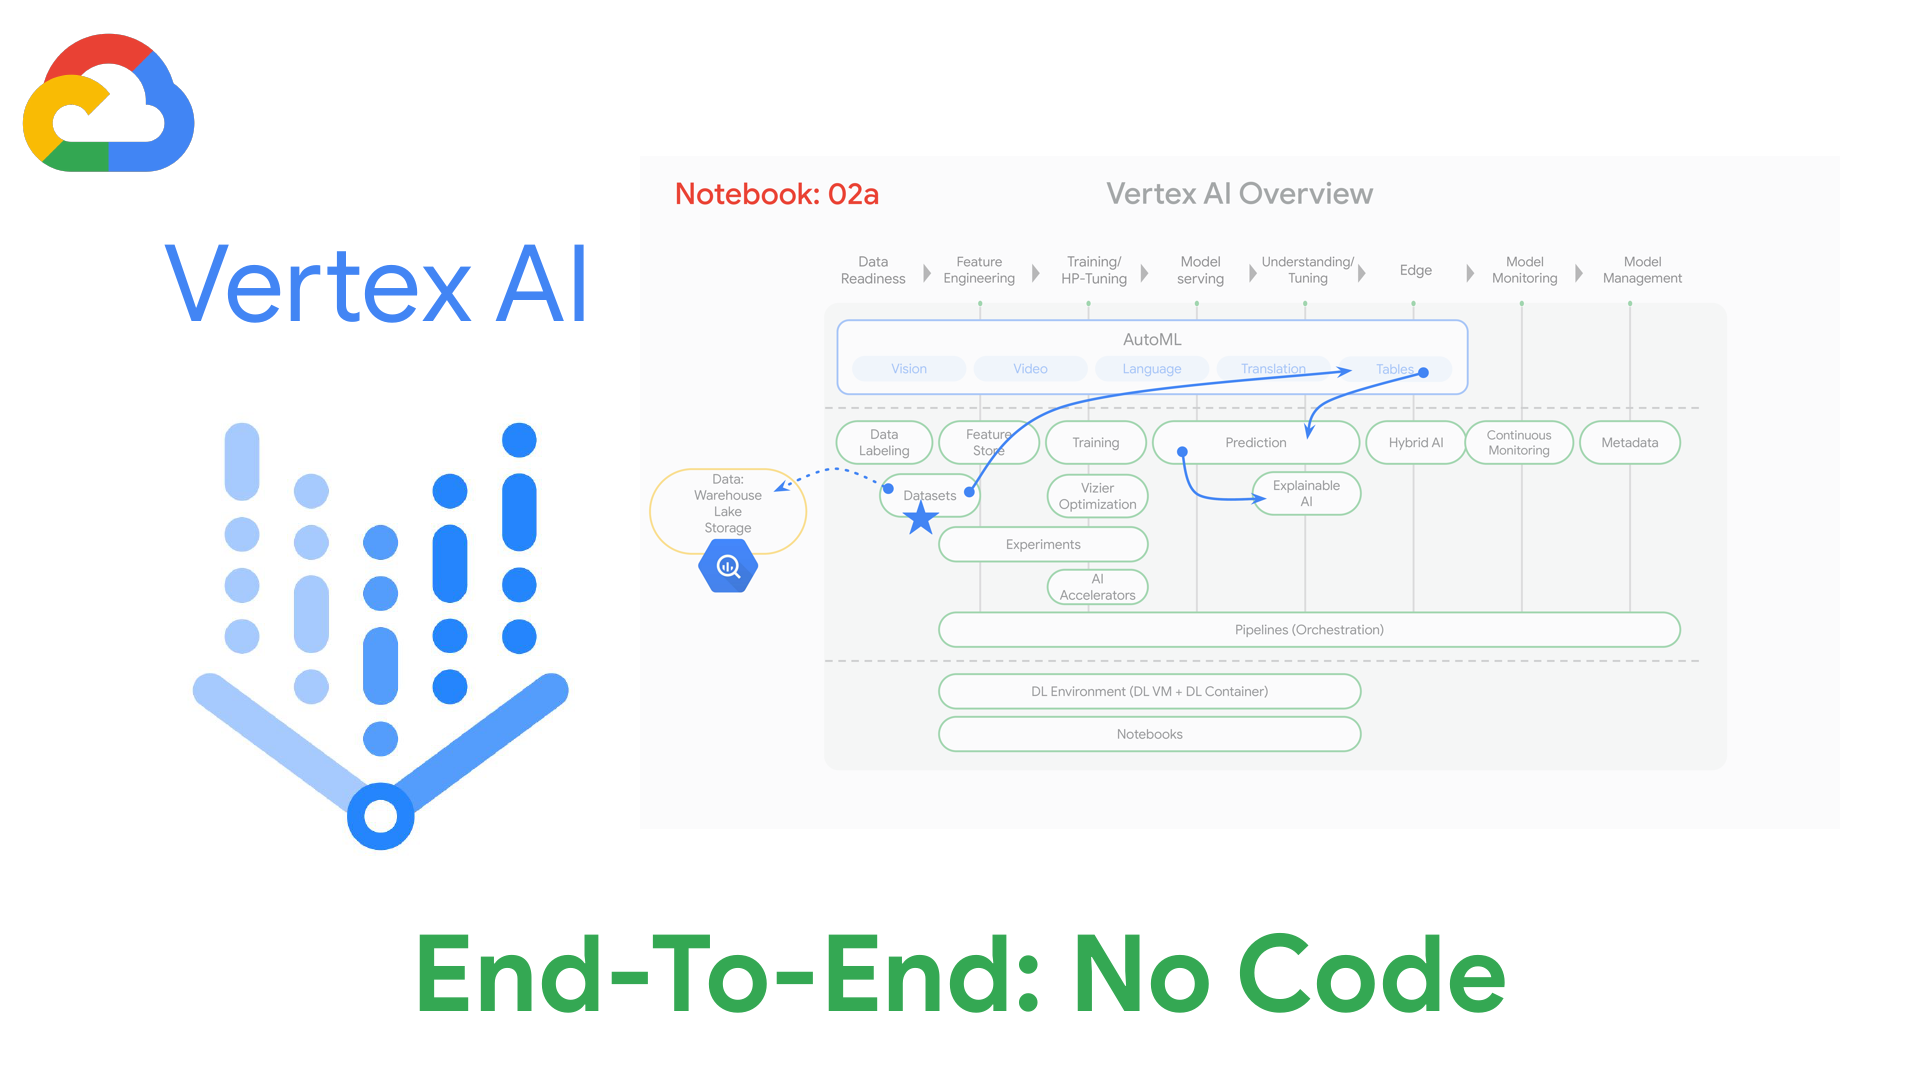 Vertex AI
Notebook: 02a
Vertex AI Overview
Data
Readiness
Feature
Engineering
Training/
HP-Tuning
Model
serving
Understanding/
Tuning
Edge
Model
Monitoring
Model
Management
AutoML
Vision
Video
Language
Translation
Tables
Data
Labeling
Feature
Store
Training
Prediction
Hybrid AI
Continuous
Monitoring
Metadata
Data:
Warehouse
Lake
Storage
Datasets
Vizier
Optimization
Explainable
AI
Experiments
AI
Accelerators
Pipelines (Orchestration)
DL Environment (DL VM + DL Container)
Notebooks
End-To-End: No Code